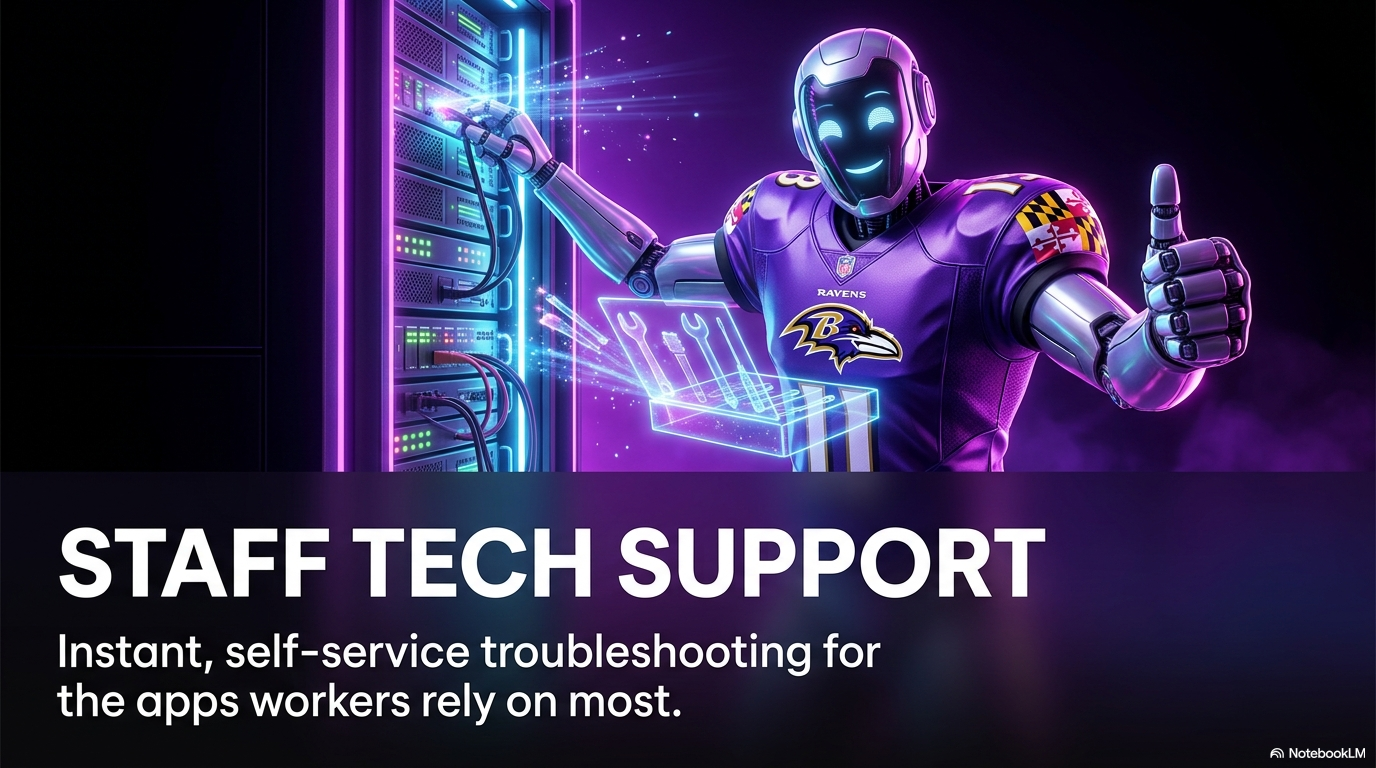 RAVENS
B
STAFF TECH SUPPORT
Instant, self-service troubleshooting for
the apps workers rely on most.
NotebookLM